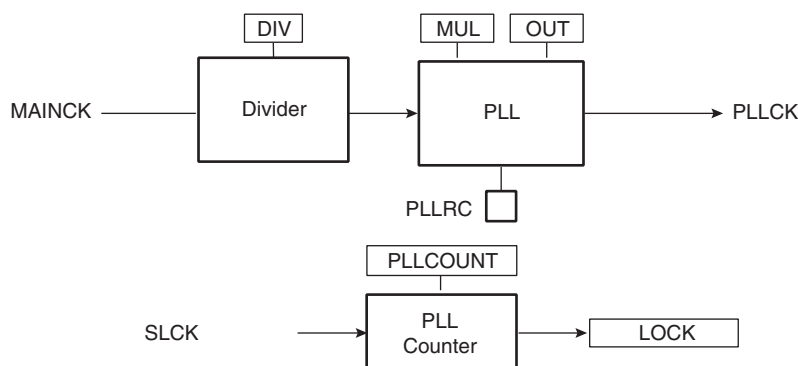 DIV
MUL
OUT
MAINCK
Divider
PLL
PLLCK
PLLRC
PLLCOUNT
SLCK
PLL
Counter
LOCK